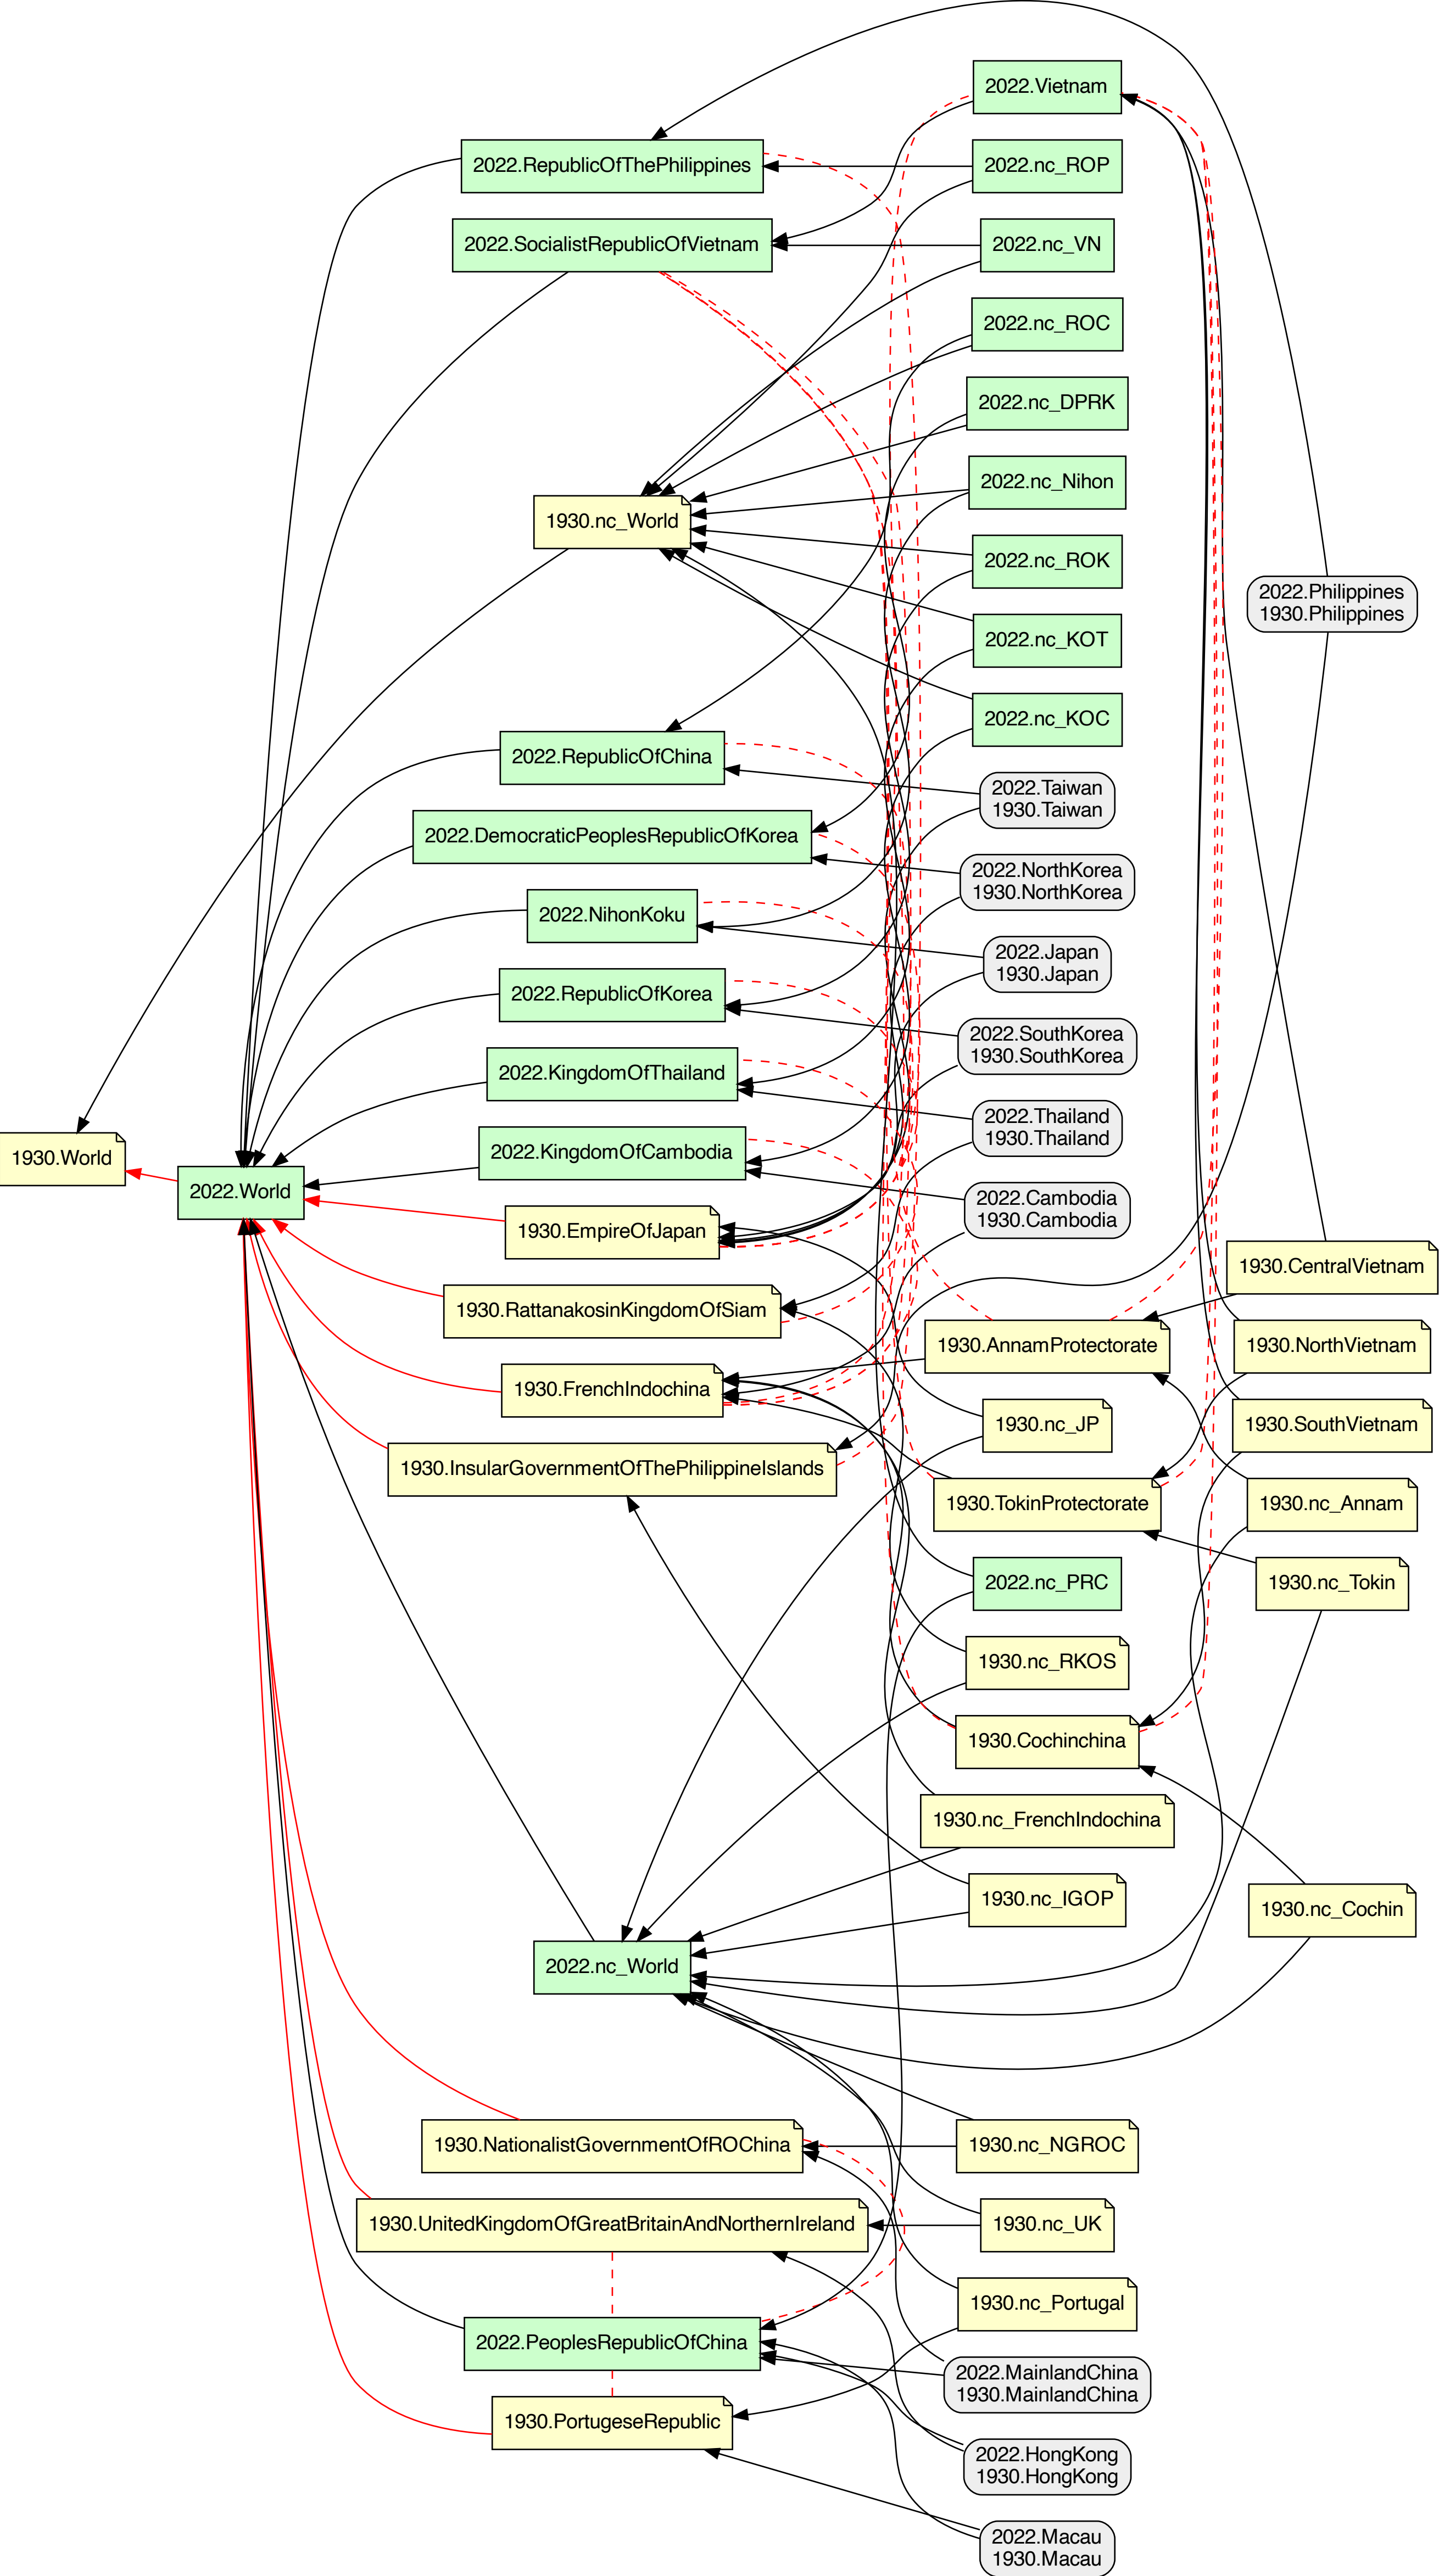 2022.Vietnam
2022.RepublicOfThePhilippines
2022.nc_ROP
2022.SocialistRepublicOfVietnam
2022.nc_VN
2022.nc_ROC
2022.nc_DPRK
2022.nc_Nihon
1930.nc_World
2022.nc_ROK
2022.Philippines
1930.Philippines
2022.nc_KOT
2022.nc_KOC
2022.RepublicOfChina
2022.Taiwan
1930.Taiwan
2022.DemocraticPeoplesRepublicOfKorea
2022.NorthKorea
1930.NorthKorea
2022.NihonKoku
2022.Japan
1930.Japan
2022.RepublicOfKorea
2022.SouthKorea
1930.SouthKorea
2022.KingdomOfThailand
2022.Thailand
1930.Thailand
1930.World
2022.World
2022.KingdomOfCambodia
2022.Cambodia
1930.Cambodia
1930.EmpireOfJapan
1930.CentralVietnam
1930.RattanakosinKingdomOfSiam
1930.AnnamProtectorate
1930.NorthVietnam
1930.FrenchIndochina
1930.nc_JP
1930.SouthVietnam
1930.InsularGovernmentOfThePhilippineIslands
1930.TokinProtectorate
1930.nc_Annam
2022.nc_PRC
1930.nc_Tokin
1930.nc_RKOS
1930.Cochinchina
1930.nc_FrenchIndochina
1930.nc_IGOP
1930.nc_Cochin
2022.nc_World
1930.NationalistGovernmentOfROChina
1930.nc_NGROC
1930.UnitedKingdomOfGreatBritainAndNorthernIreland
1930.nc_UK
1930.nc_Portugal
2022.PeoplesRepublicOfChina
2022.MainlandChina
1930.MainlandChina
1930.PortugeseRepublic
2022.HongKong
1930.HongKong
2022.Macau
1930.Macau